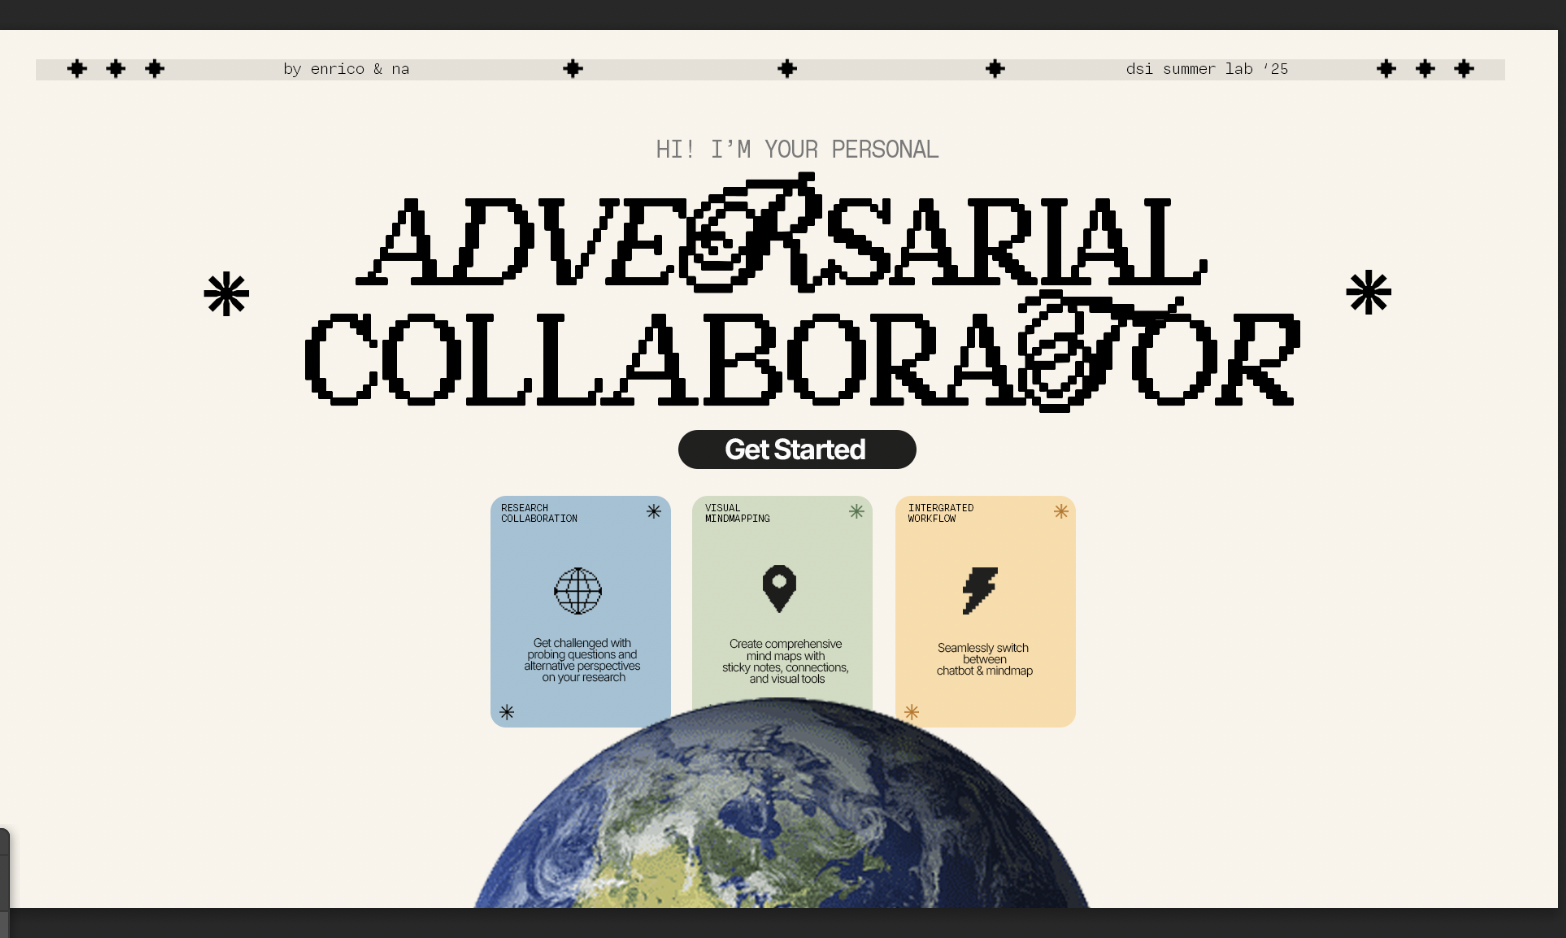 by enrico & na
dsi summer lab ‘25
HI! I’M YOUR PERSONAL
ADVERSARIAL
COLLABORATOR
Get Started
RESEARCH
COLLABORATION
Get challenged with
probing questions and
alternative perspectives
on your research
VISUAL
MINDMAPPING
Create comprehensive
mind maps with
sticky notes, connections,
and visual tools
INTERGRATED
WORKFLOW
Seamlessly switch
between
chatbot & mindmap